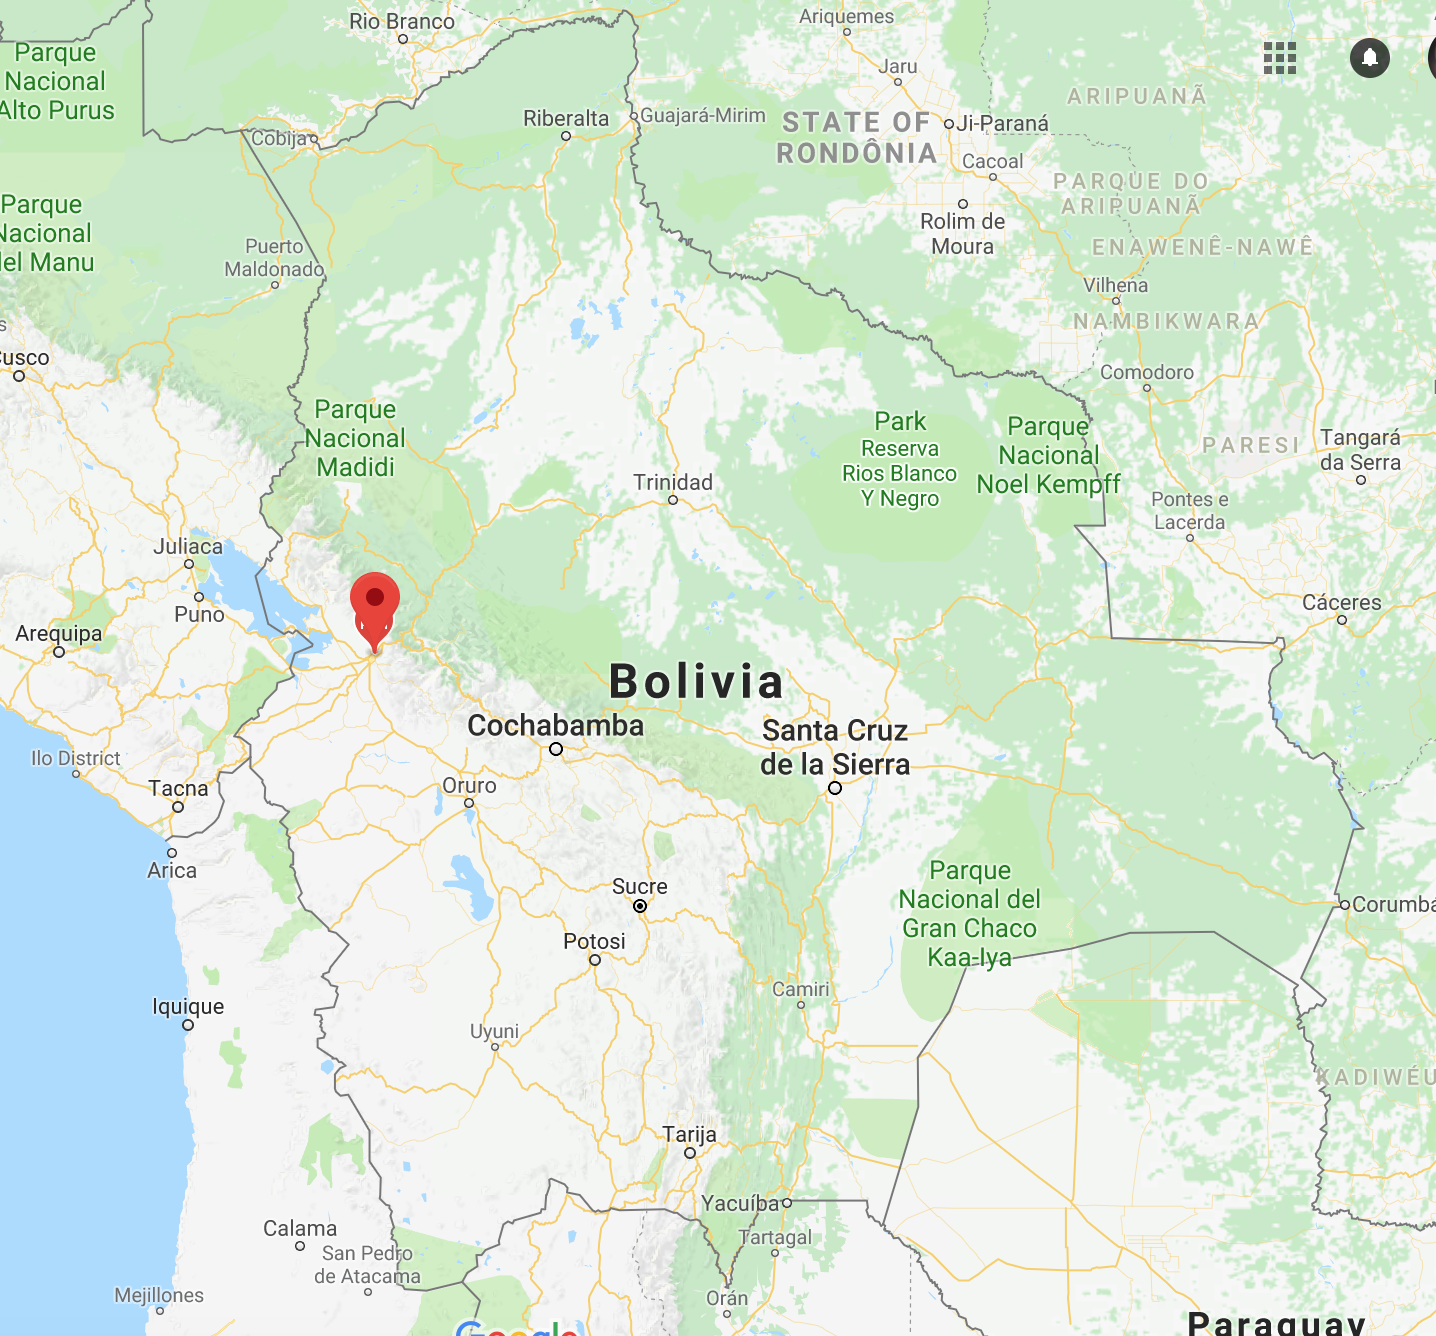 Rio Branco
Ariquemes
Parque
Nacional
Alto Purus
Jaru
ARIPUANÃ
Riberalta
Guajará-Mirim
STATE OF
RONDÔNIA
Ji-Paraná
Cobija
Cacoal
PARQUE DO
ARIPUANÃ
Parque
Nacional
del Manu
Rolim de
Moura
Puerto
Maldonado
ENAWENÊ-NAWÊ
Vilhena
NAMBIKWARA
Cusco
Comodoro
Parque
Nacional
Madidi
Park
Reserva
Rios Blanco
Y Negro
Parque
Nacional
Noel Kempff
PARESI
Tangará
da Serra
Trinidad
Pontes e
Lacerda
Juliaca
Puno
Cáceres
Arequipa
Bolivia
Cochabamba
Santa Cruz
de la Sierra
Ilo District
Tacna
Oruro
Arica
Parque
Nacional del
Gran Chaco
Kaa-Iya
Sucre
Corumbá
Potosi
Camiri
Iquique
Uyuni
KADIWÉU
Tarija
Yacuíba
Calama
Tartagal
San Pedro
de Atacama
Mejillones
Orán
Google
Paraguay